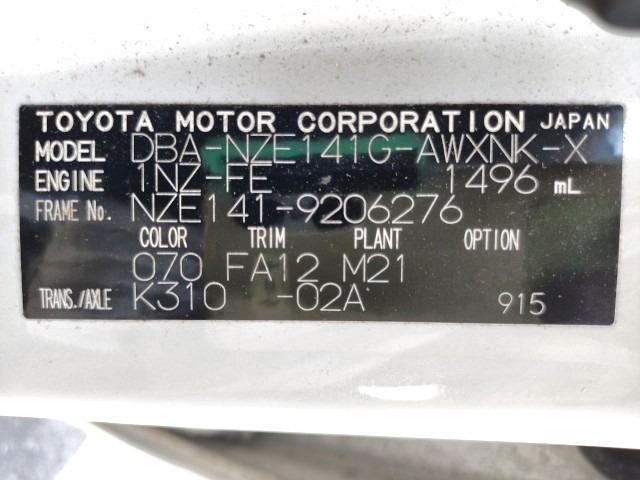 TOYOTA MOTOR CORPORATION JAPAN
MODEL DBA-NZE141G-AWXNK-X
ENGINE 1NZ-FE 1496 mL
FRAME No. NZE141-9206276
COLOR TRIM PLANT OPTION
070 FA12 M21
TRANS./AXLE K310 -02A 915